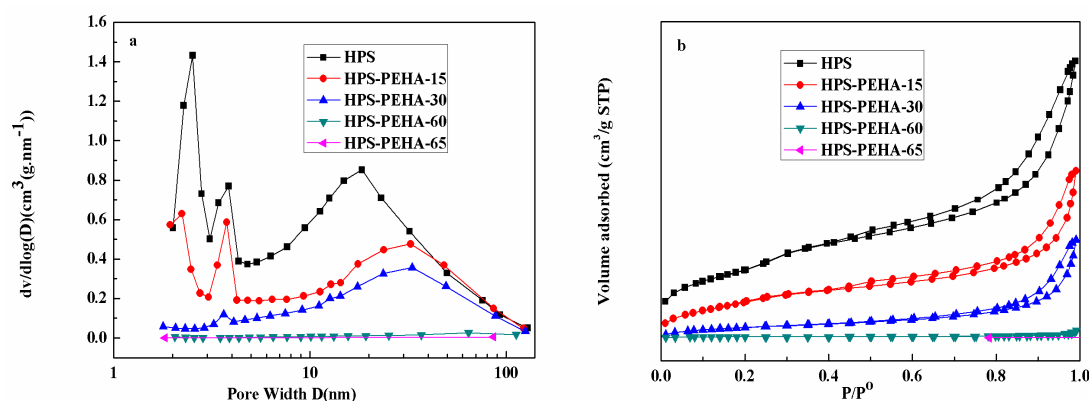 a
HPS
HPS-PEHA-15
HPS-PEHA-30
HPS-PEHA-60
HPS-PEHA-65
dv/dlog(D)(cm³(g.nm⁻¹))
1.6
1.4
1.2
1.0
0.8
0.6
0.4
0.2
0.0
1
10
100
Pore Width D(nm)
b
HPS
HPS-PEHA-15
HPS-PEHA-30
HPS-PEHA-60
HPS-PEHA-65
Volume adsorbed (cm³/g STP)
0.0
0.2
0.4
0.6
0.8
1.0
P/P⁰